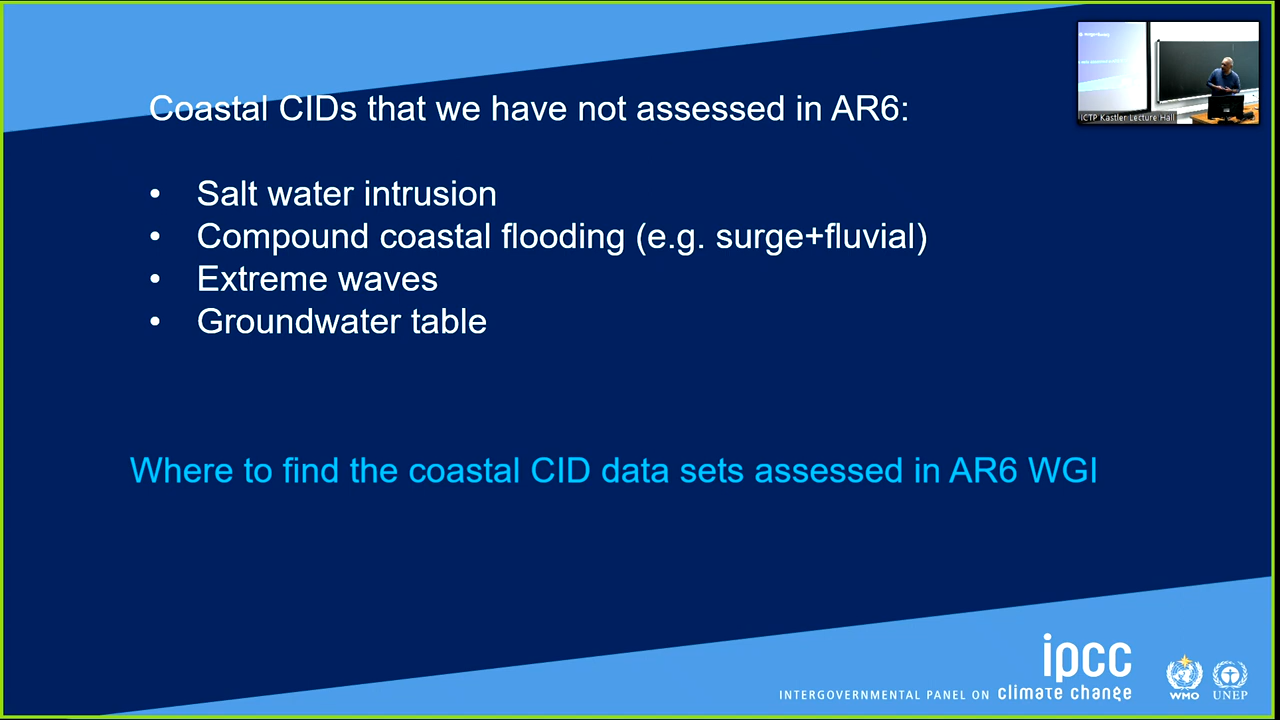 Coastal CIDs that we have not assessed in AR6:
• Salt water intrusion
• Compound coastal flooding (e.g. surge+fluvial)
• Extreme waves
• Groundwater table
Where to find the coastal CID data sets assessed in AR6 WGI
ICTP Kastler Lecture Hall
ipcc
INTERGOVERNMENTAL PANEL ON climate change
WMO
UNEP